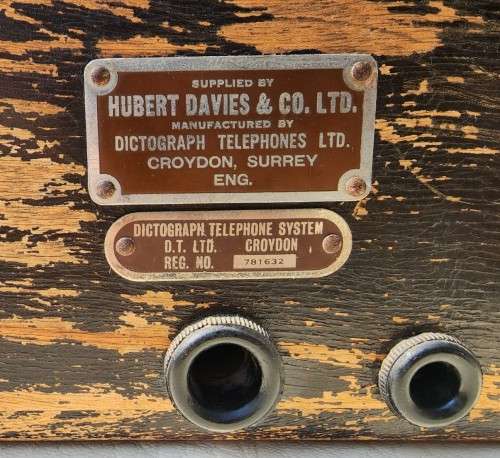 SUPPLIED BY
HUBERT DAVIES & CO. LTD.
MANUFACTURED BY
DICTOGRAPH TELEPHONES LTD.
CROYDON, SURREY
ENG.
DICTOGRAPH TELEPHONE SYSTEM
D.T. LTD. CROYDON
REG. NO. 781632